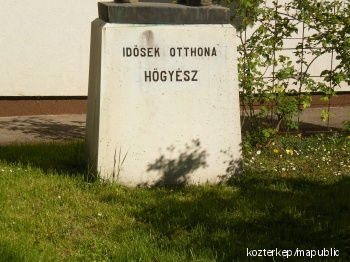 IDŐSEK OTTHONA
HŐGYÉSZ
kozterkep/mapublic